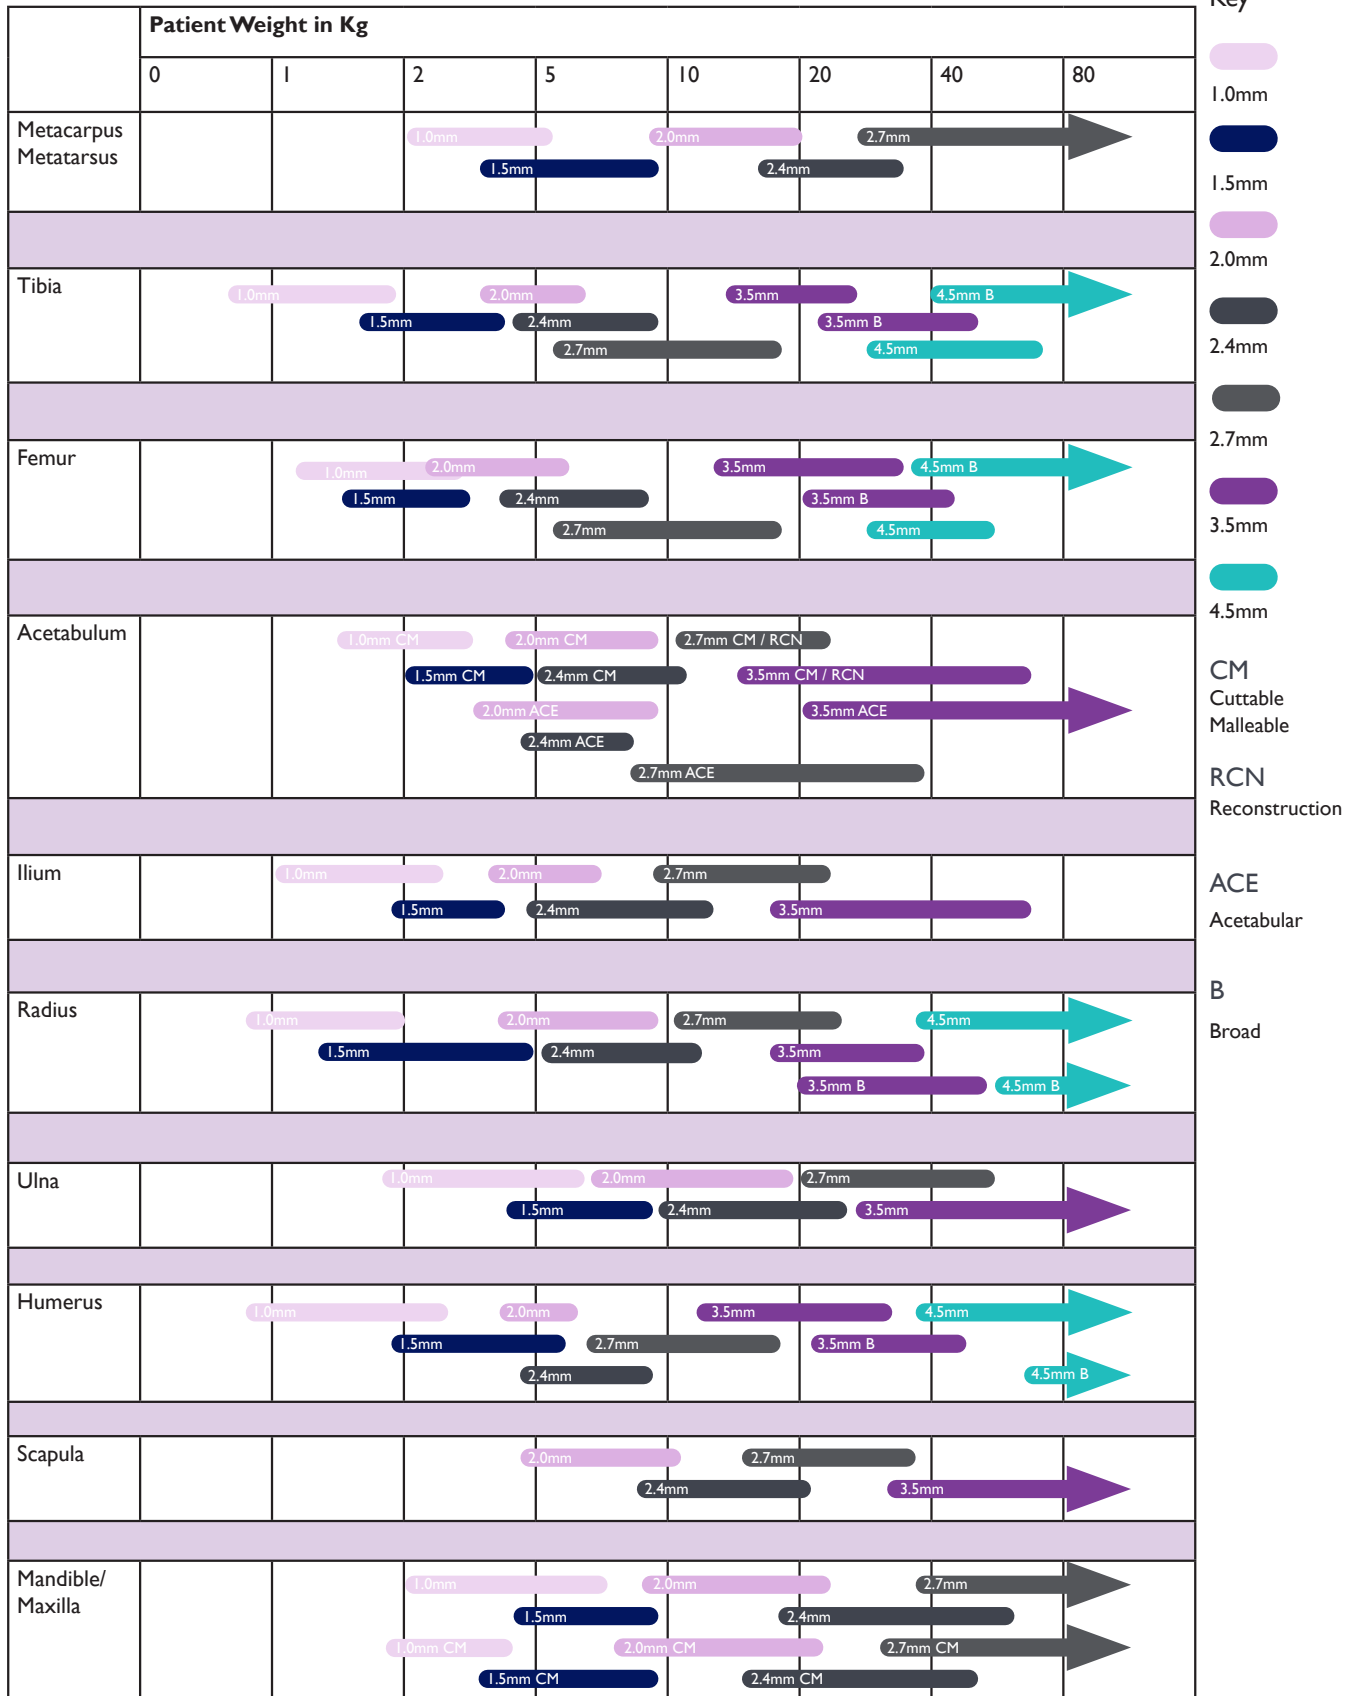 Key
Patient Weight in Kg
0 1 2 5 10 20 40 80
1.0mm
1.5mm
2.0mm
2.4mm
2.7mm
3.5mm
4.5mm
CM
Cuttable
Malleable
RCN
Reconstruction
ACE
Acetabular
B
Broad
Metacarpus
Metatarsus
1.0mm 2.0mm 2.7mm
1.5mm 2.4mm
Tibia
1.0mm 2.0mm 3.5mm 4.5mm B
1.5mm 2.4mm 3.5mm B
2.7mm 4.5mm
Femur
1.0mm 2.0mm 3.5mm 4.5mm B
1.5mm 2.4mm 3.5mm B
2.7mm 4.5mm
Acetabulum
1.0mm CM 2.0mm CM 2.7mm CM / RCN
1.5mm CM 2.4mm CM 3.5mm CM / RCN
2.0mm ACE 3.5mm ACE
2.4mm ACE
2.7mm ACE
Ilium
1.0mm 2.0mm 2.7mm
1.5mm 2.4mm 3.5mm
Radius
1.0mm 2.0mm 2.7mm 4.5mm
1.5mm 2.4mm 3.5mm
3.5mm B 4.5mm B
Ulna
1.0mm 2.0mm 2.7mm
1.5mm 2.4mm 3.5mm
Humerus
1.0mm 2.0mm 3.5mm 4.5mm
1.5mm 2.7mm 3.5mm B
2.4mm 4.5mm B
Scapula
2.0mm 2.7mm
2.4mm 3.5mm
Mandible/
Maxilla
1.0mm 2.0mm 2.7mm
1.5mm 2.4mm
1.0mm CM 2.0mm CM 2.7mm CM
1.5mm CM 2.4mm CM